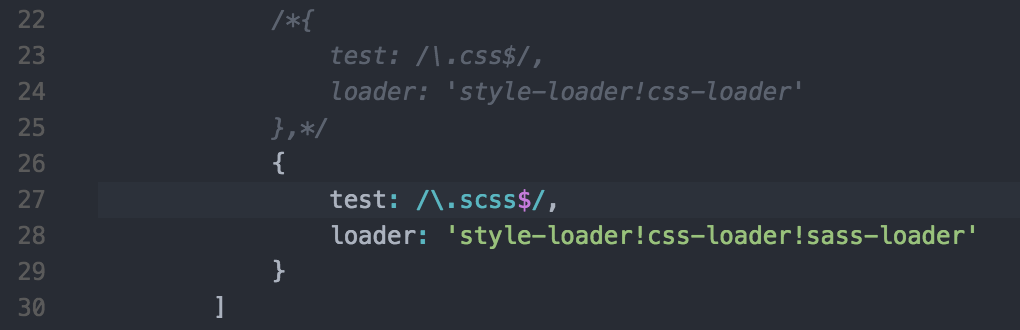 22 /*{
23 test: /\.css$/,
24 loader: 'style-loader!css-loader'
25 },*/
26 {
27 test: /\.scss$/,
28 loader: 'style-loader!css-loader!sass-loader'
29 }
30 ]